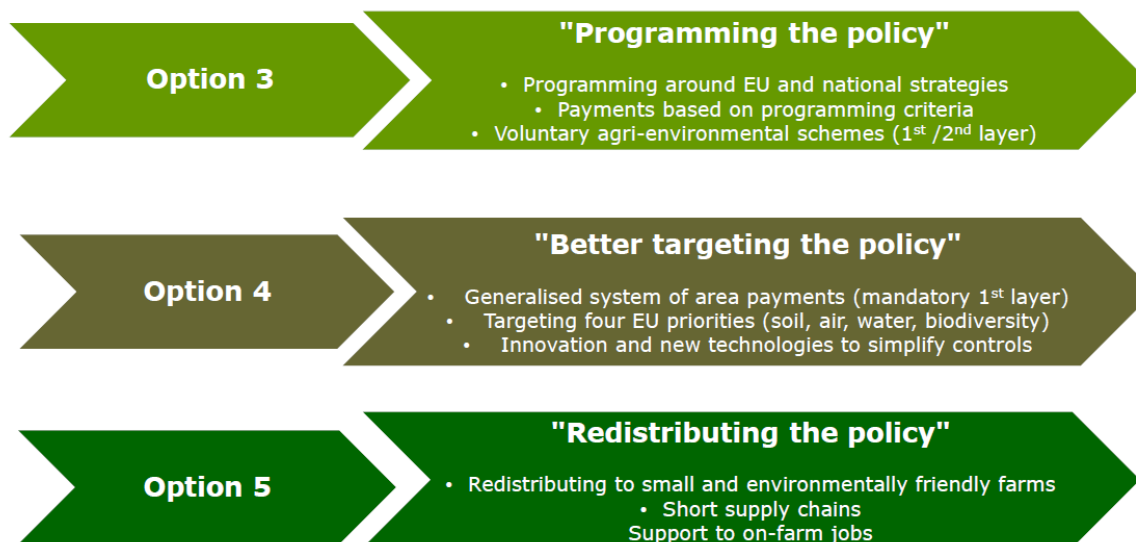 Option 3
"Programming the policy"
• Programming around EU and national strategies
• Payments based on programming criteria
• Voluntary agri-environmental schemes (1st /2nd layer)
Option 4
"Better targeting the policy"
• Generalised system of area payments (mandatory 1st layer)
• Targeting four EU priorities (soil, air, water, biodiversity)
• Innovation and new technologies to simplify controls
Option 5
"Redistributing the policy"
• Redistributing to small and environmentally friendly farms
• Short supply chains
Support to on-farm jobs